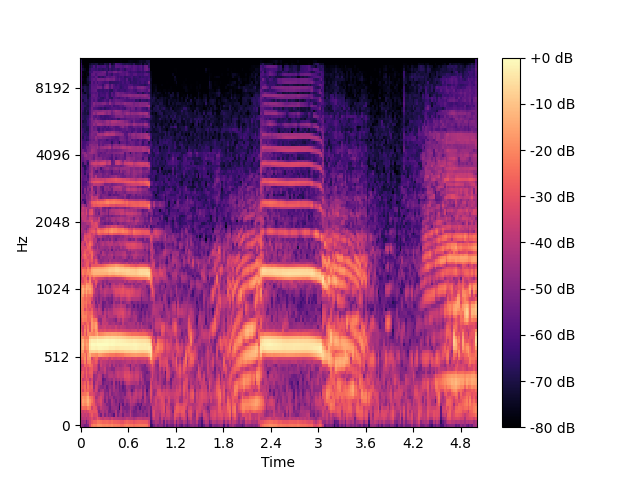 8192
4096
2048
1024
512
0
Hz
0 0.6 1.2 1.8 2.4 3 3.6 4.2 4.8
Time
+0 dB
-10 dB
-20 dB
-30 dB
-40 dB
-50 dB
-60 dB
-70 dB
-80 dB